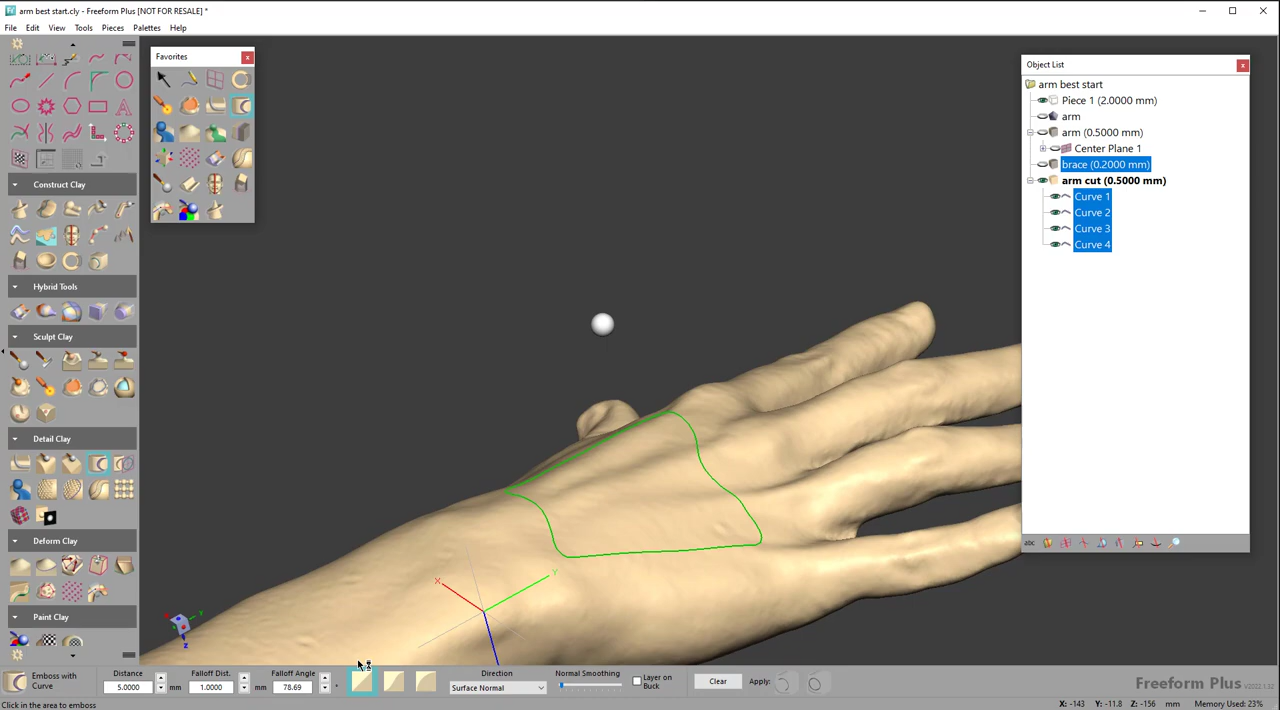 arm best start.cly - Freeform Plus [NOT FOR RESALE] *
File Edit View Tools Pieces Palettes Help
Favorites
Object List
arm best start
Piece 1 (2.0000 mm)
arm
arm (0.5000 mm)
Center Plane 1
brace (0.2000 mm)
arm cut (0.5000 mm)
Curve 1
Curve 2
Curve 3
Curve 4
abc
Construct Clay
Hybrid Tools
Sculpt Clay
Detail Clay
Deform Clay
Paint Clay
X
Y
Y
Z
Emboss with Curve
Distance
5.0000 mm
Falloff Dist.
1.0000 mm
Falloff Angle
78.69 °
Direction
Surface Normal
Normal Smoothing
Layer on Buck
Clear
Apply:
Freeform Plus V2022.1.32
Click in the area to emboss
X: -143 Y: -11.8 Z: -156 mm Memory Used: 23%